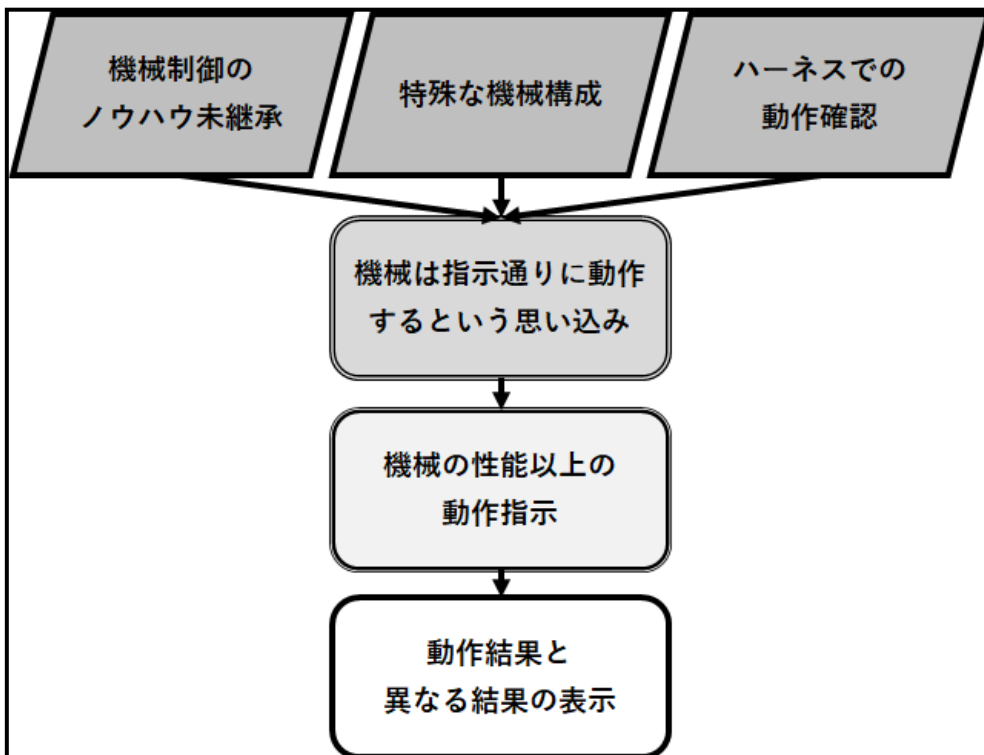 機械制御の
ノウハウ未継承
特殊な機械構成
ハーネスでの
動作確認
機械は指示通りに動作
するという思い込み
機械の性能以上の
動作指示
動作結果と
異なる結果の表示